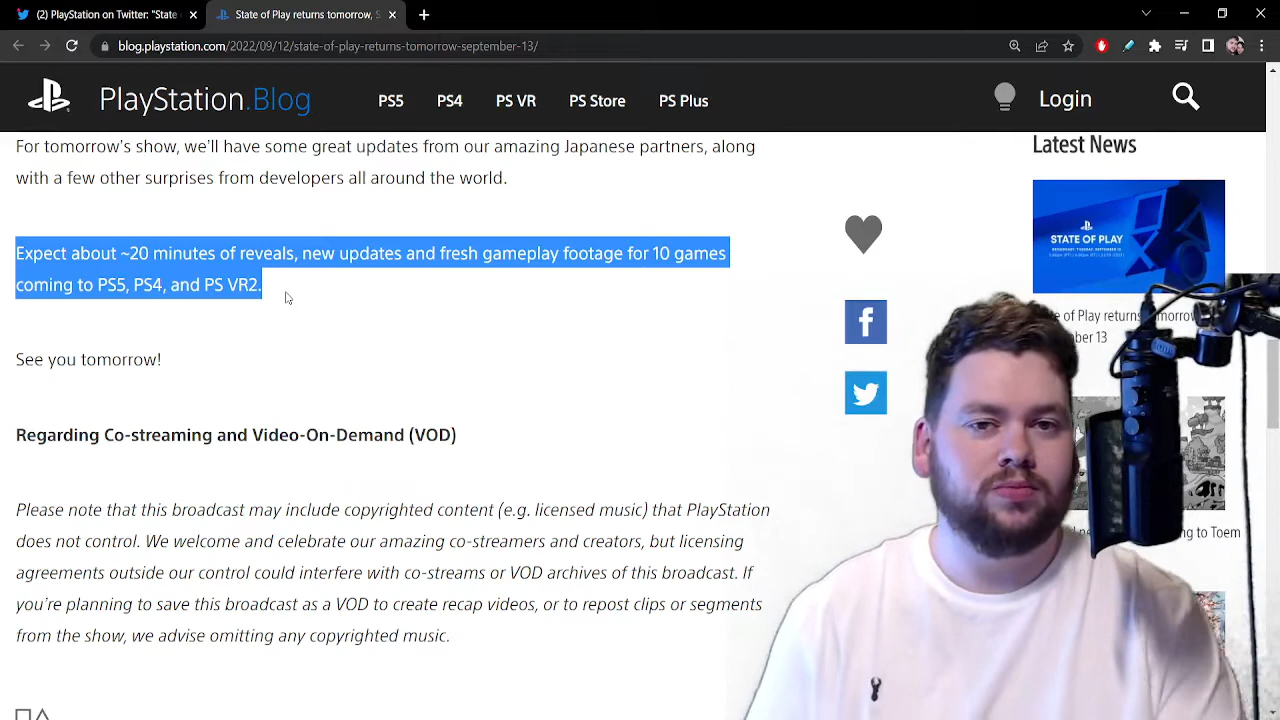 (2) PlayStation on Twitter: "State
State of Play returns tomorrow, S
blog.playstation.com/2022/09/12/state-of-play-returns-tomorrow-september-13/
PlayStation.Blog
PS5
PS4
PS VR
PS Store
PS Plus
Login
For tomorrow's show, we'll have some great updates from our amazing Japanese partners, along
with a few other surprises from developers all around the world.
Expect about ~20 minutes of reveals, new updates and fresh gameplay footage for 10 games
coming to PS5, PS4, and PS VR2.
See you tomorrow!
Regarding Co-streaming and Video-On-Demand (VOD)
Please note that this broadcast may include copyrighted content (e.g. licensed music) that PlayStation
does not control. We welcome and celebrate our amazing co-streamers and creators, but licensing
agreements outside our control could interfere with co-streams or VOD archives of this broadcast. If
you're planning to save this broadcast as a VOD to create recap videos, or to repost clips or segments
from the show, we advise omitting any copyrighted music.
Latest News
STATE OF PLAY
of Play returns
13
to Toem